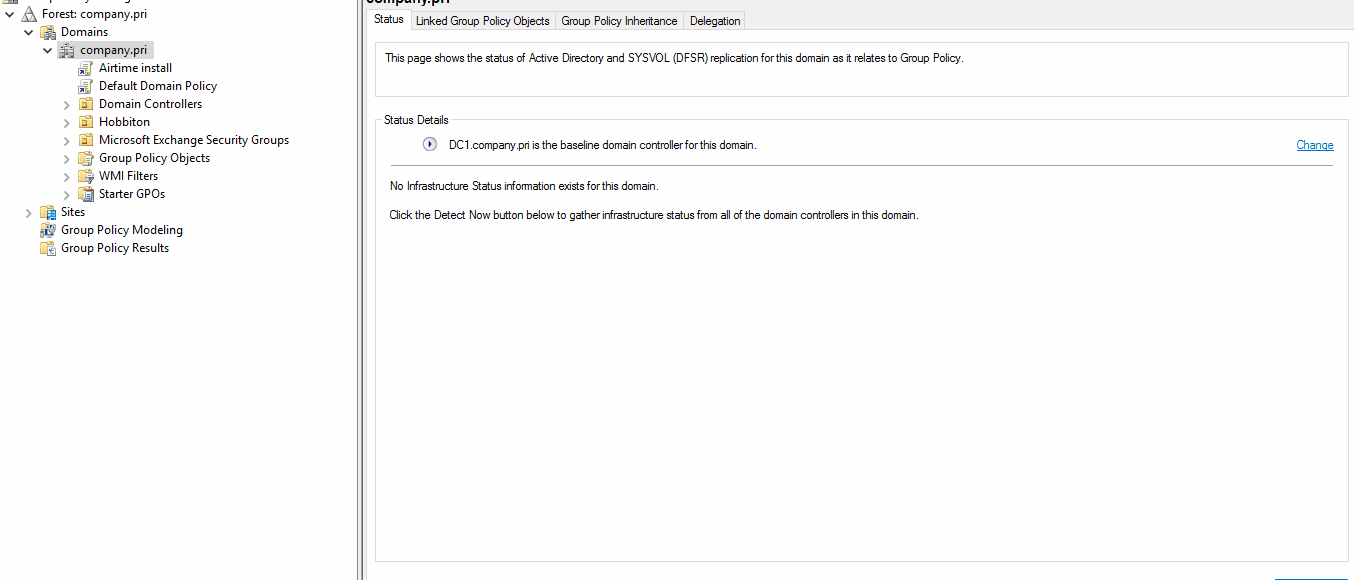 Forest: company.pri
Domains
company.pri
Airtime install
Default Domain Policy
Domain Controllers
Hobbiton
Microsoft Exchange Security Groups
Group Policy Objects
WMI Filters
Starter GPOs
Sites
Group Policy Modeling
Group Policy Results
company.pri
Status Linked Group Policy Objects Group Policy Inheritance Delegation
This page shows the status of Active Directory and SYSVOL (DFSR) replication for this domain as it relates to Group Policy.
Status Details
DC1.company.pri is the baseline domain controller for this domain. Change
No Infrastructure Status information exists for this domain.
Click the Detect Now button below to gather infrastructure status from all of the domain controllers in this domain.